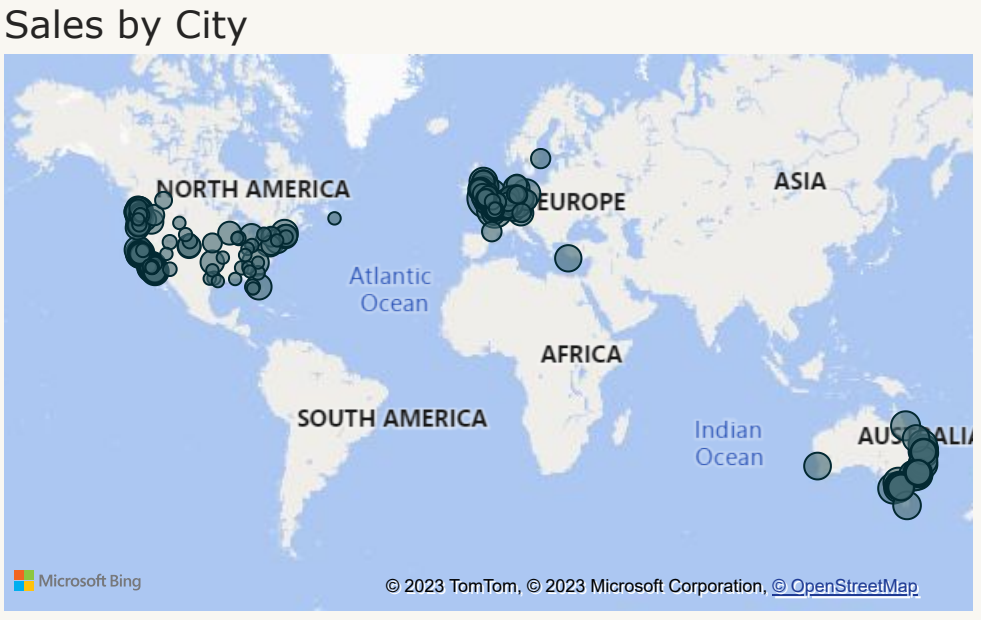 Sales by City
NORTH AMERICA
EUROPE
ASIA
Atlantic
Ocean
AFRICA
SOUTH AMERICA
Indian
Ocean
AUSTRALIA
Microsoft Bing
© 2023 TomTom, © 2023 Microsoft Corporation, © OpenStreetMap